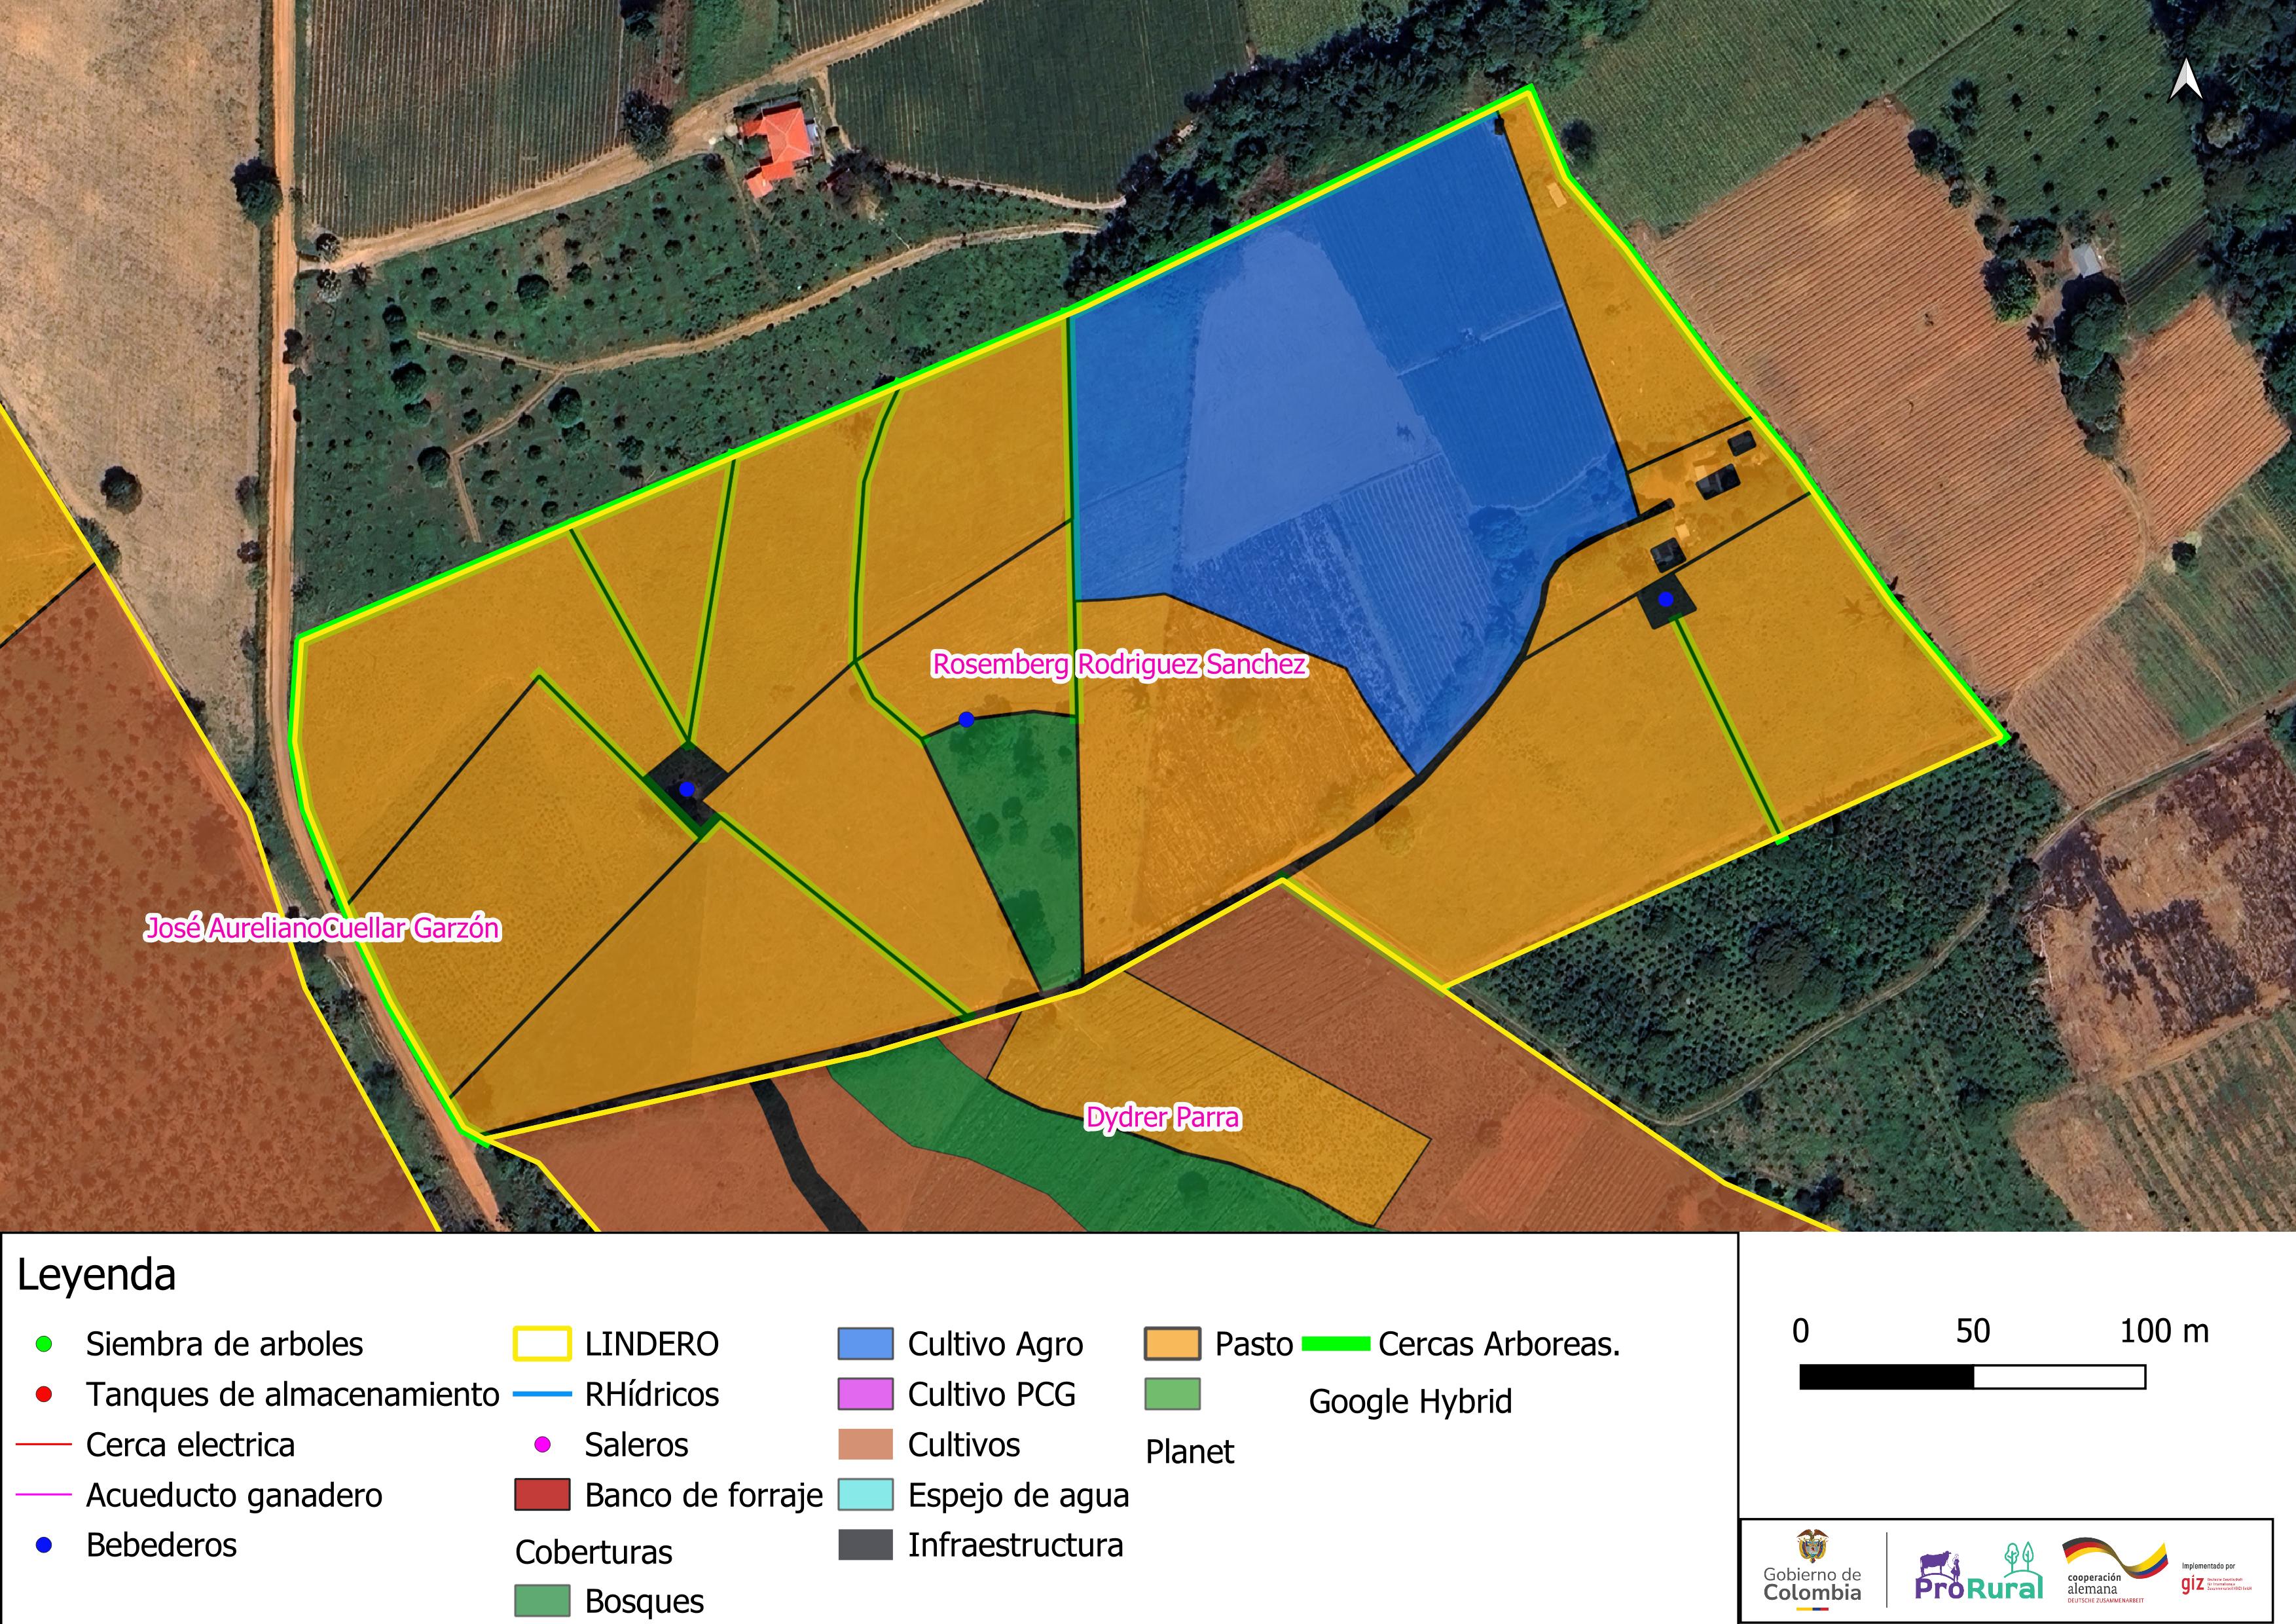 Rosemberg Rodriguez Sanchez
José AurelianoCuellar Garzón
Dydrer Parra
Leyenda
Siembra de arboles
Tanques de almacenamiento
Cerca electrica
Acueducto ganadero
Bebederos
LINDERO
RHídricos
Saleros
Banco de forraje
Coberturas
Bosques
Cultivo Agro
Cultivo PCG
Cultivos
Espejo de agua
Infraestructura
Pasto
Planet
Cercas Arboreas.
Google Hybrid
0 50 100 m
Gobierno de
Colombia
ProRural
cooperación
alemana
DEUTSCHE ZUSAMMENARBEIT
Implementado por
giz